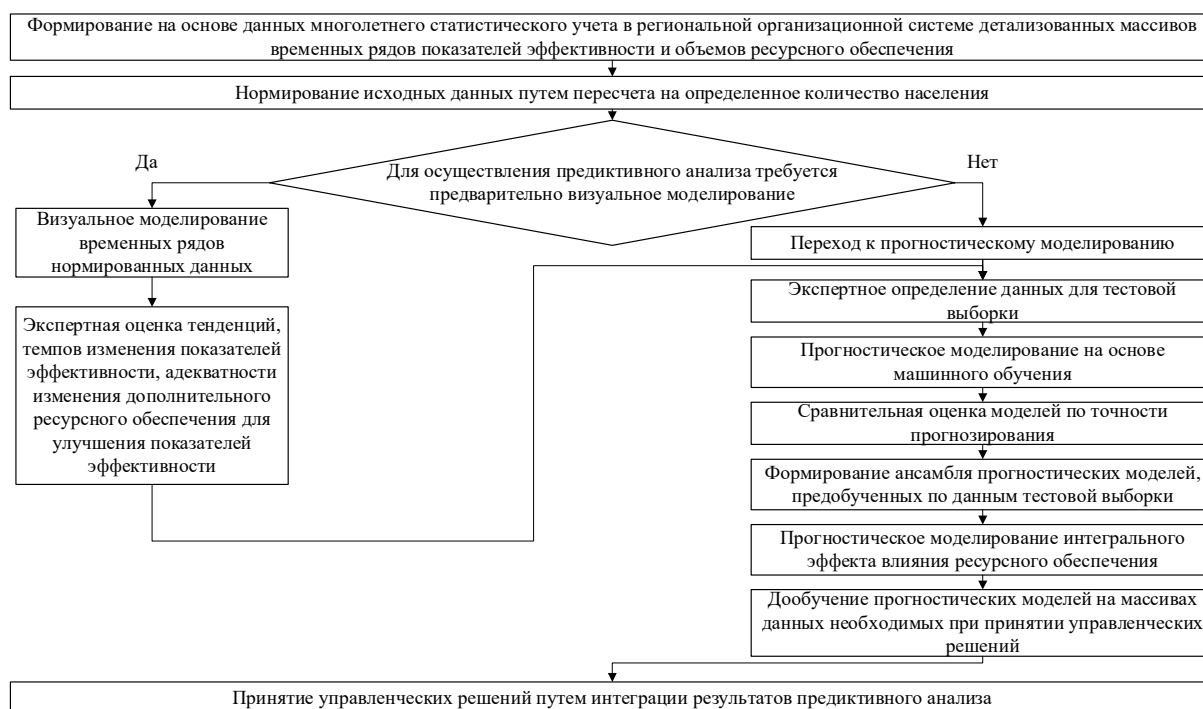 Формирование на основе данных многолетнего статистического учета в региональной организационной системе детализованных массивов
временных рядов показателей эффективности и объемов ресурсного обеспечения
Нормирование исходных данных путем пересчета на определенное количество населения
Для осуществления предиктивного анализа требуется
предварительно визуальное моделирование
Да
Нет
Визуальное моделирование
временных рядов
нормированных данных
Экспертная оценка тенденций,
темпов изменения показателей
эффективности, адекватности
изменения дополнительного
ресурсного обеспечения для
улучшения показателей
эффективности
Переход к прогностическому моделированию
Экспертное определение данных для тестовой
выборки
Прогностическое моделирование на основе
машинного обучения
Сравнительная оценка моделей по точности
прогнозирования
Формирование ансамбля прогностических моделей,
предобученных по данным тестовой выборки
Прогностическое моделирование интегрального
эффекта влияния ресурсного обеспечения
Дообучение прогностических моделей на массивах
данных необходимых при принятии управленческих
решений
Принятие управленческих решений путем интеграции результатов предиктивного анализа